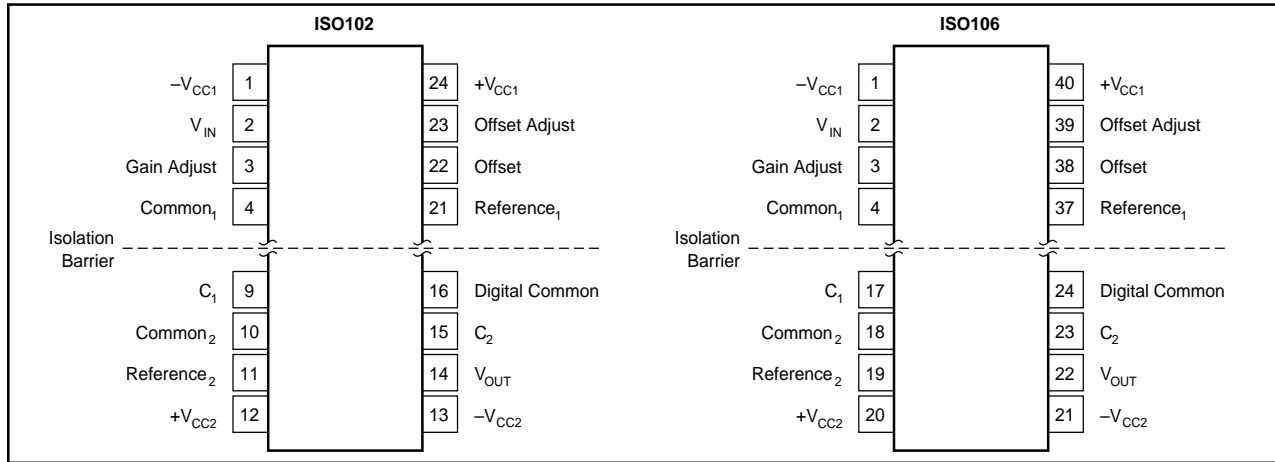 ISO102
–VCC1 1 24 +VCC1
VIN 2 23 Offset Adjust
Gain Adjust 3 22 Offset
Common1 4 21 Reference1
Isolation
Barrier
C1 9 16 Digital Common
Common2 10 15 C2
Reference2 11 14 VOUT
+VCC2 12 13 –VCC2
ISO106
–VCC1 1 40 +VCC1
VIN 2 39 Offset Adjust
Gain Adjust 3 38 Offset
Common1 4 37 Reference1
Isolation
Barrier
C1 17 24 Digital Common
Common2 18 23 C2
Reference2 19 22 VOUT
+VCC2 20 21 –VCC2